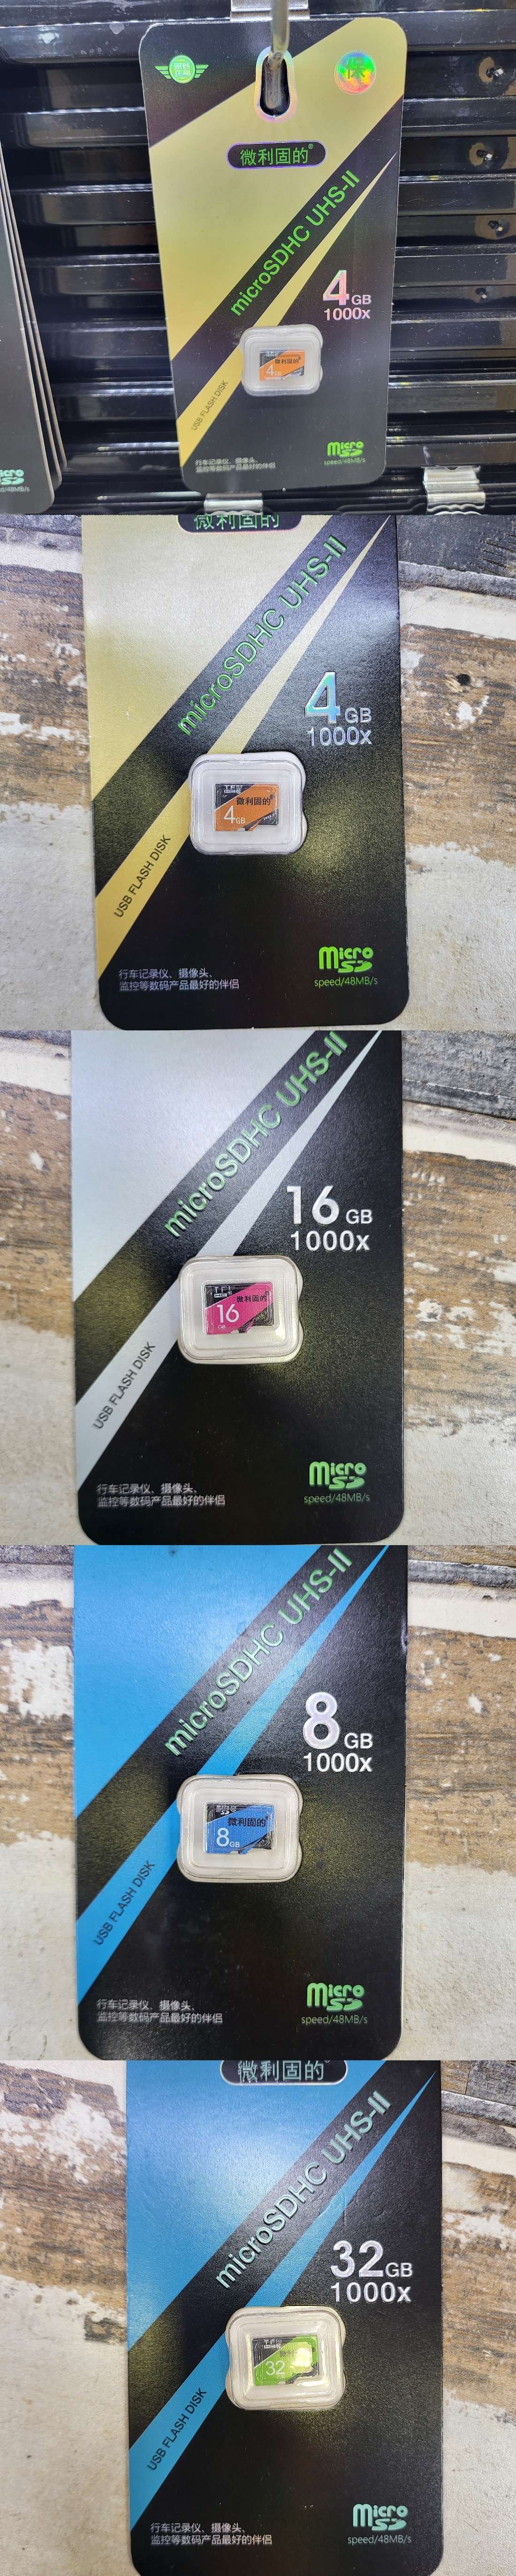 保
微利固的®
microSDHC UHS-II
4GB
1000x
微利固的
4GB
USB FLASH DISK
行车记录仪、摄像头、
监控等数码产品最好的伴侣
Micro
SD
speed/48MB/s
微利固的
microSDHC UHS-II
4GB
1000x
微利固的
4GB
USB FLASH DISK
行车记录仪、摄像头、
监控等数码产品最好的伴侣
Micro
SD
speed/48MB/s
microSDHC UHS-II
16GB
1000x
微利固的
16
GB
USB FLASH DISK
行车记录仪、摄像头、
监控等数码产品最好的伴侣
Micro
SD
speed/48MB/s
microSDHC UHS-II
8GB
1000x
微利固的
8GB
USB FLASH DISK
行车记录仪、摄像头、
监控等数码产品最好的伴侣
Micro
SD
speed/48MB/s
微利固的
microSDHC UHS-II
32GB
1000x
32
USB FLASH DISK
行车记录仪、摄像头、
监控等数码产品最好的伴侣
Micro
SD
speed/48MB/s